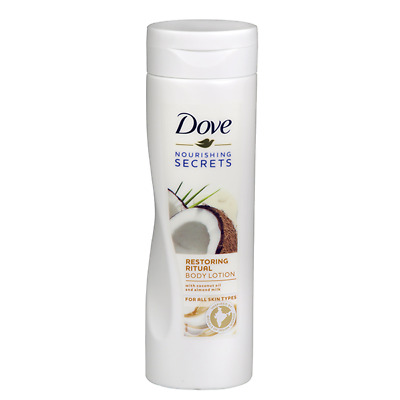 Dove
NOURISHING
SECRETS
RESTORING
RITUAL
BODY LOTION
with coconut oil
and almond milk
FOR ALL SKIN TYPES